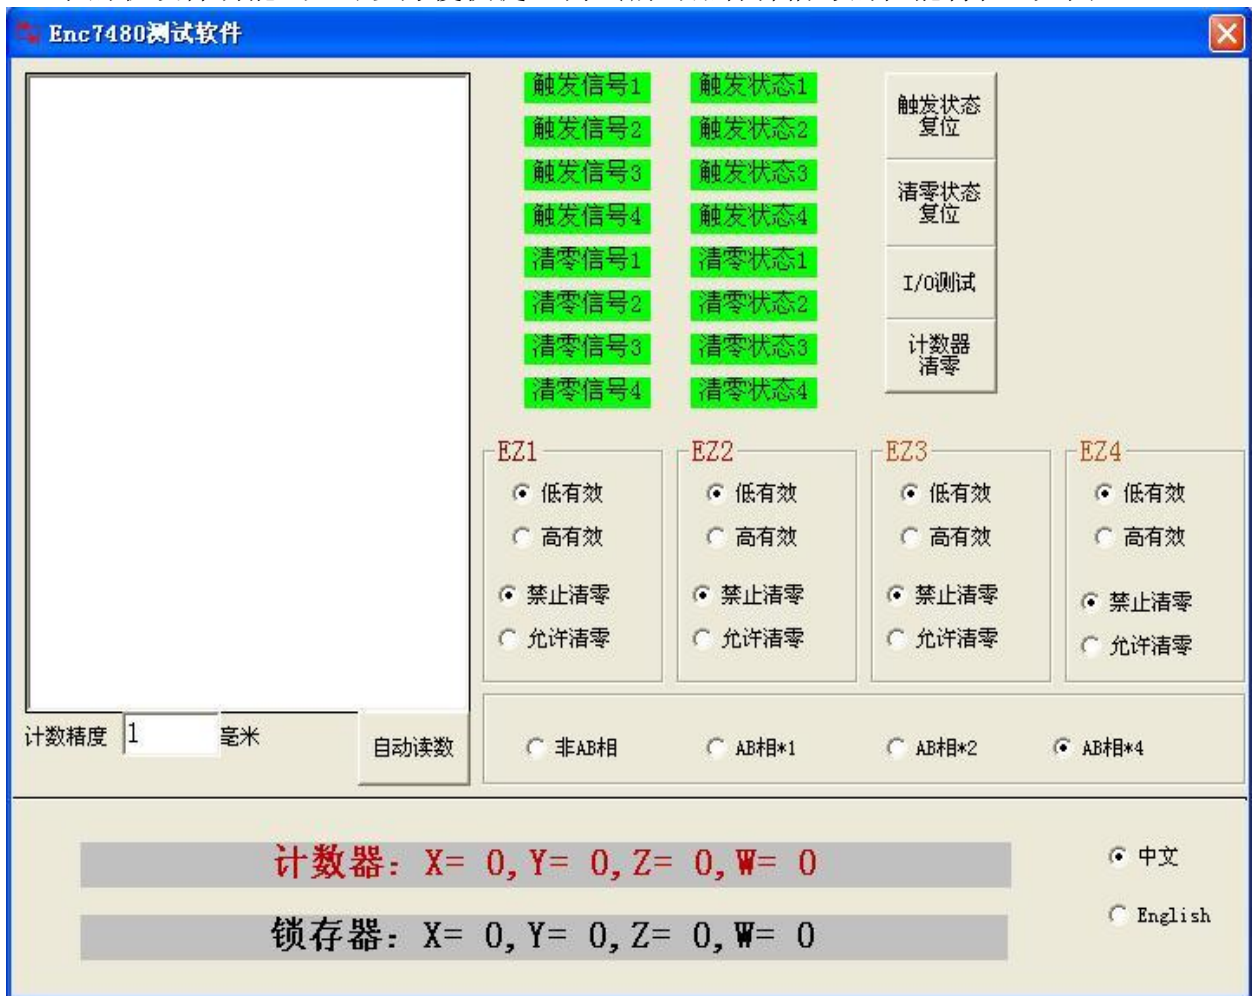 Enc7480测试软件
触发信号1 触发状态1
触发信号2 触发状态2
触发信号3 触发状态3
触发信号4 触发状态4
清零信号1 清零状态1
清零信号2 清零状态2
清零信号3 清零状态3
清零信号4 清零状态4
触发状态
复位
清零状态
复位
I/O测试
计数器
清零
EZ1
低有效
高有效
禁止清零
允许清零
EZ2
低有效
高有效
禁止清零
允许清零
EZ3
低有效
高有效
禁止清零
允许清零
EZ4
低有效
高有效
禁止清零
允许清零
计数精度 1 毫米
自动读数
非AB相 AB相*1 AB相*2 AB相*4
计数器: X= 0, Y= 0, Z= 0, W= 0
锁存器: X= 0, Y= 0, Z= 0, W= 0
中文
English